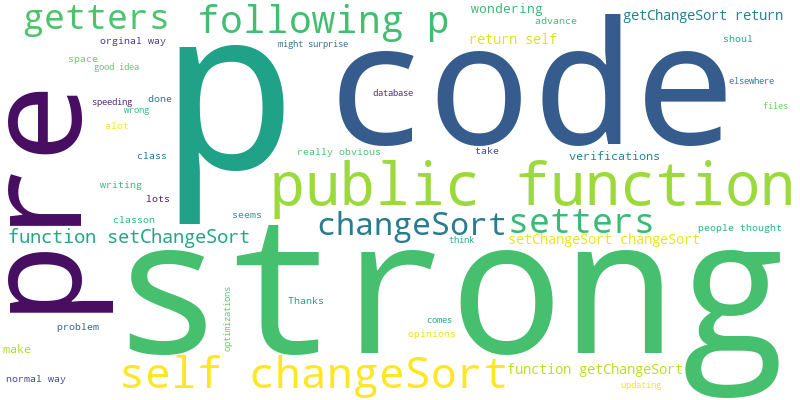 getters
following p
wondering
advance
getChangeSort return
orginal way
might surprise
return self
shoul
space
good idea
p
code
elsewhere
pre
speeding
done
database
wrong
files
alot
class
really obvious
take
verifications
writing
lots
public function
classon
seems
changeSort
setters
people thought
function setChangeSort
think
setChangeSort changeSort
strong
optimizations
Thanks
problem
comes
opinions
make
self changeSort
function getChangeSort
normal way
updating